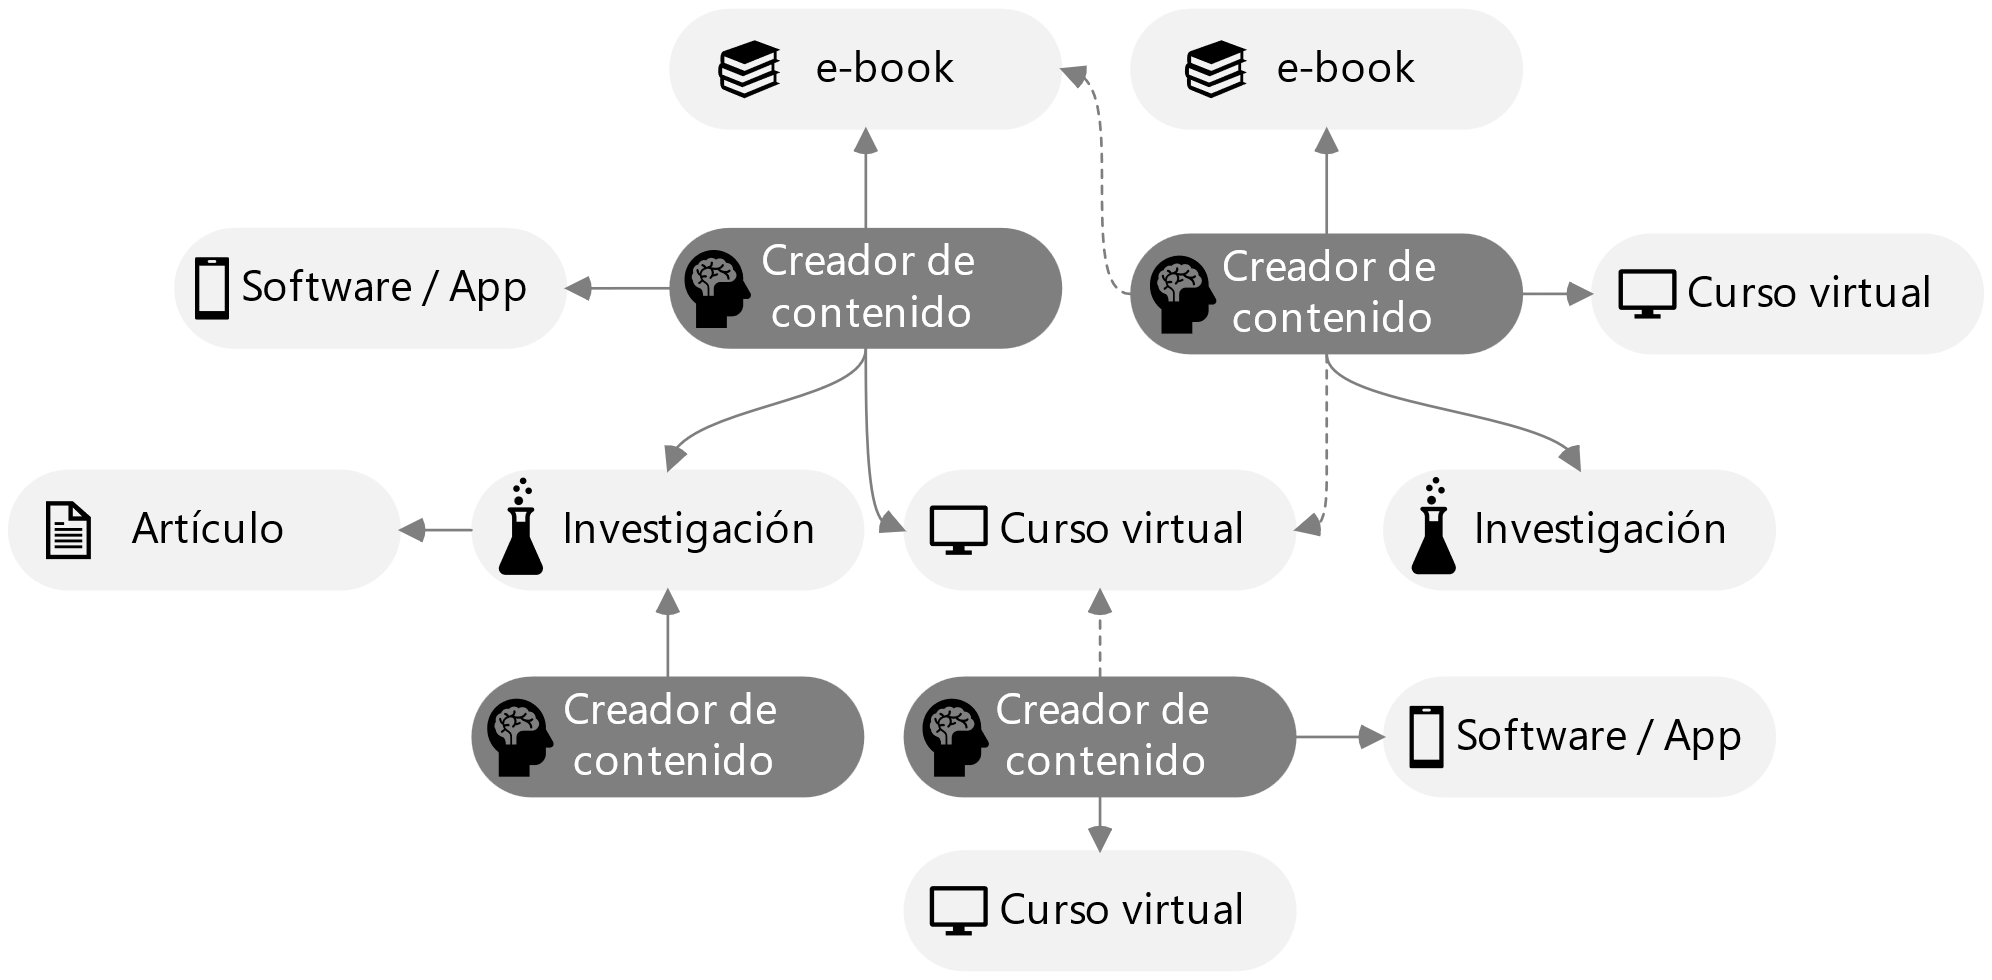 e-book
e-book
Software / App
Creador de
contenido
Creador de
contenido
Curso virtual
Artículo
Investigación
Curso virtual
Investigación
Creador de
contenido
Creador de
contenido
Software / App
Curso virtual